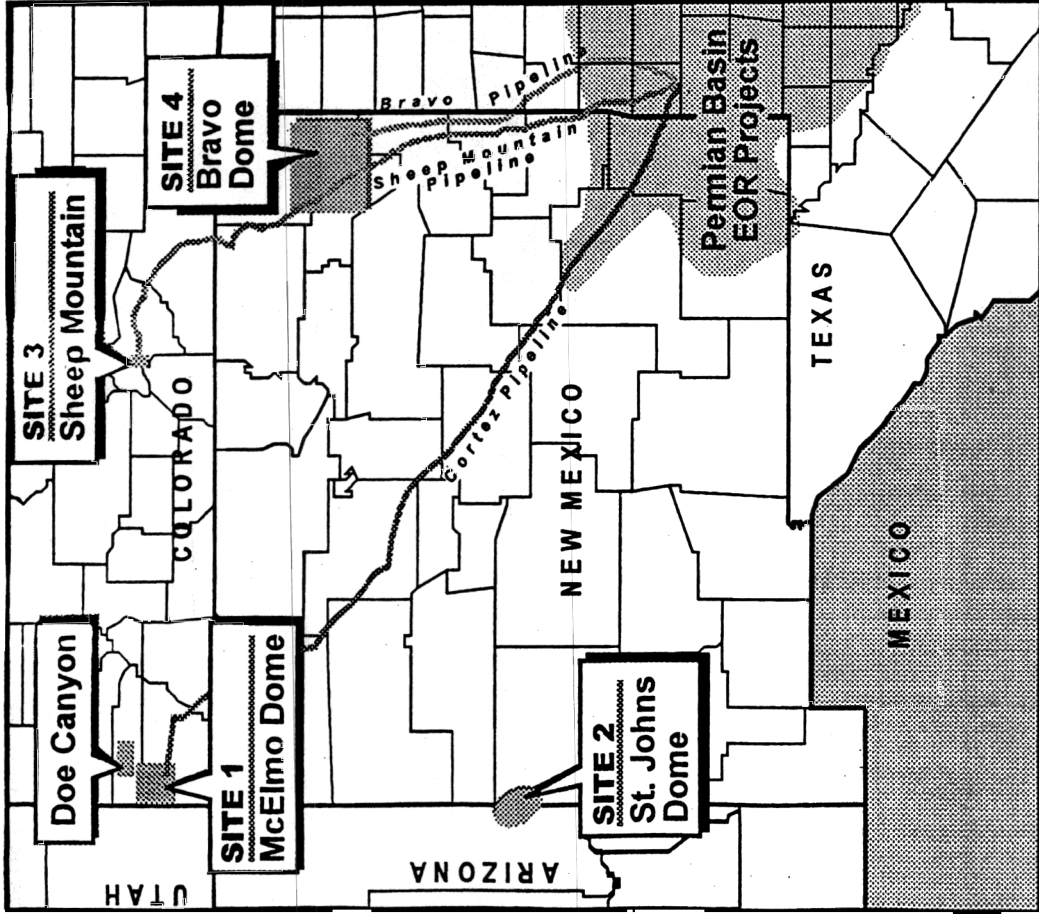 Doe Canyon
SITE 1
McElmo Dome
SITE 2
St. Johns
Dome
SITE 3
Sheep Mountain
SITE 4
Bravo
Dome
Bravo Pipeline
Sheep Mountain
Pipeline
Cortez Pipeline
Permian Basin
EOR Projects
UTAH
COLORADO
ARIZONA
NEW MEXICO
TEXAS
MEXICO